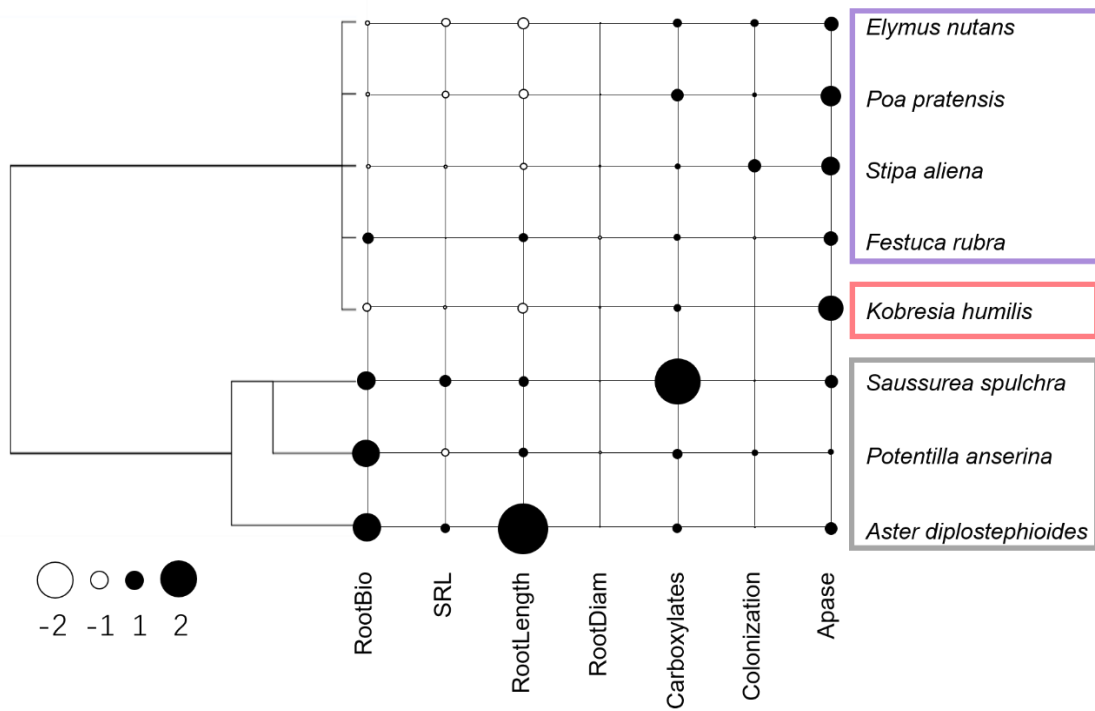 Elymus nutans
Poa pratensis
Stipa aliena
Festuca rubra
Kobresia humilis
Saussurea spulchra
Potentilla anserina
Aster diplostephioides
-2 -1 1 2
RootBio
SRL
RootLength
RootDiam
Carboxylates
Colonization
Apase